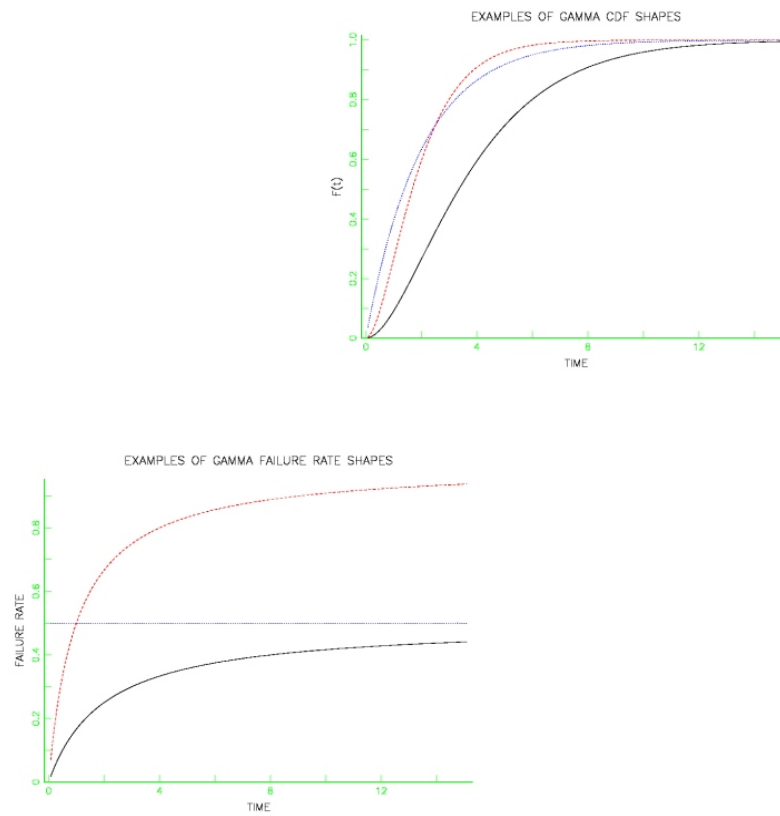 EXAMPLES OF GAMMA CDF SHAPES
1.0
0.8
0.6
F(t)
0.4
0.2
0
0 4 8 12
TIME
EXAMPLES OF GAMMA FAILURE RATE SHAPES
0.8
0.6
FAILURE RATE
0.4
0.2
0
0 4 8 12
TIME